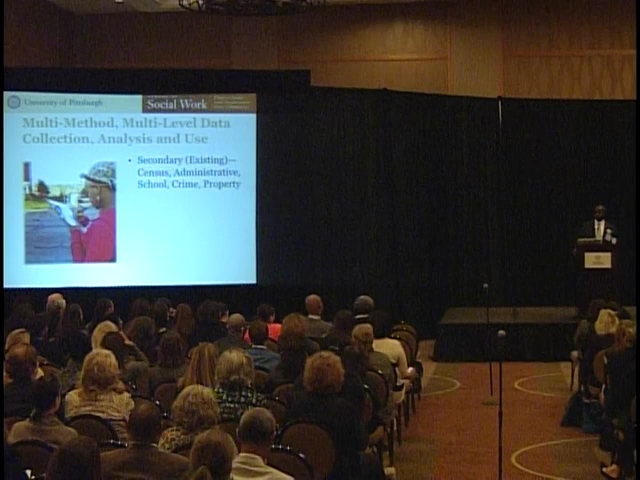 University of Pittsburgh
Social Work
Multi-Method, Multi-Level Data
Collection, Analysis and Use
• Secondary (Existing)—
Census, Administrative,
School, Crime, Property